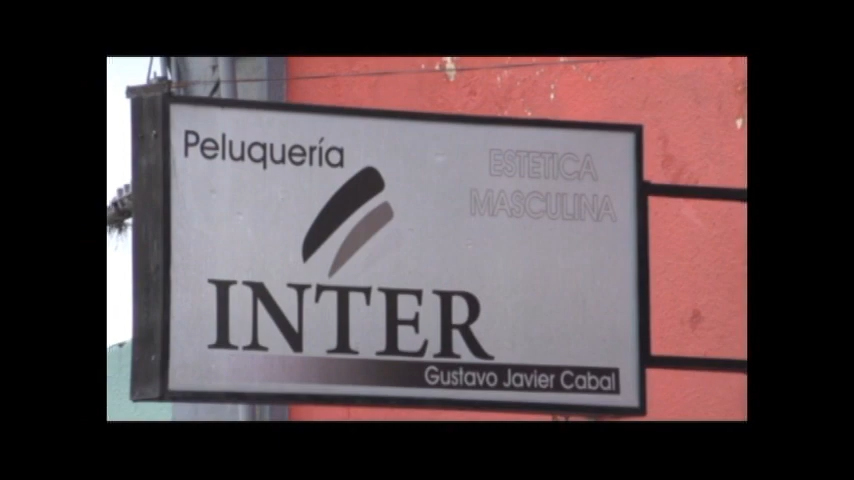 Peluquería
ESTETICA
MASCULINA
INTER
Gustavo Javier Cabal